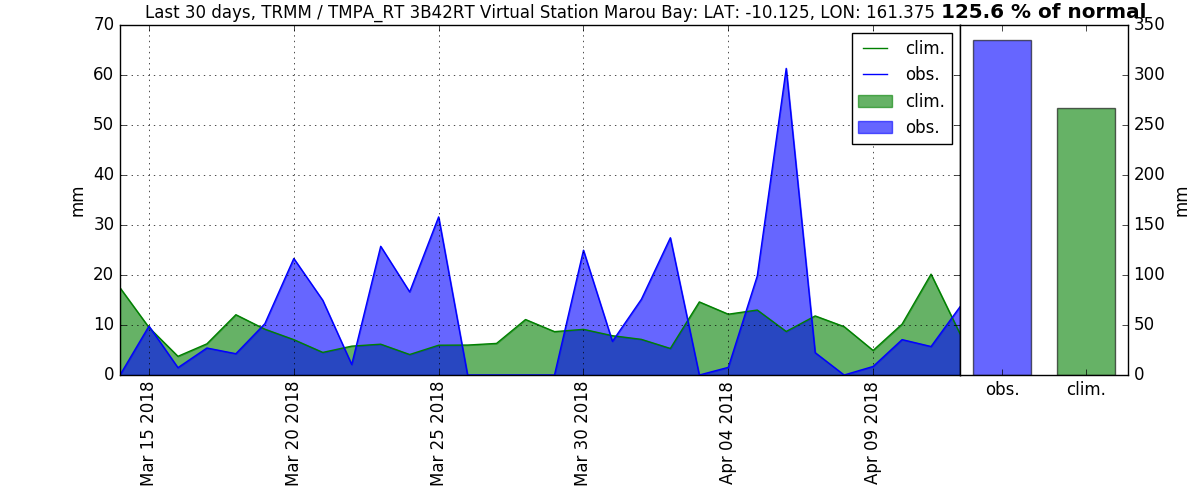 Last 30 days, TRMM / TMPA_RT 3B42RT Virtual Station Marou Bay: LAT: -10.125, LON: 161.375 125.6 % of normal
70
60
50
40
30
20
10
0
mm
clim.
obs.
clim.
obs.
350
300
250
200
150
100
50
0
mm
Mar 15 2018
Mar 20 2018
Mar 25 2018
Mar 30 2018
Apr 04 2018
Apr 09 2018
obs.
clim.